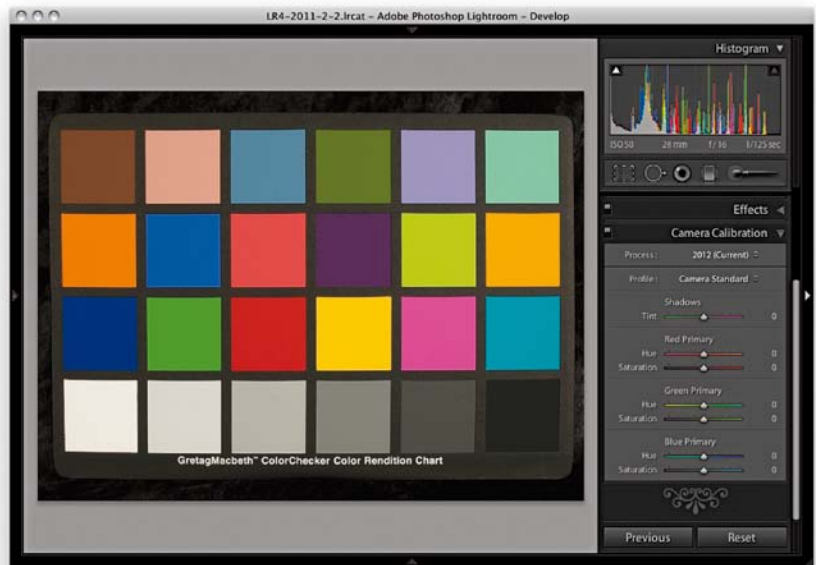 LR4-2011-2-2.lrcat – Adobe Photoshop Lightroom – Develop
Histogram
ISO 50 28 mm f/16 1/125 sec
Effects
Camera Calibration
Process: 2012 (Current)
Profile: Camera Standard
Shadows
Tint 0
Red Primary
Hue 0
Saturation 0
Green Primary
Hue 0
Saturation 0
Blue Primary
Hue 0
Saturation 0
GretagMacbeth™ ColorChecker Color Rendition Chart
Previous Reset